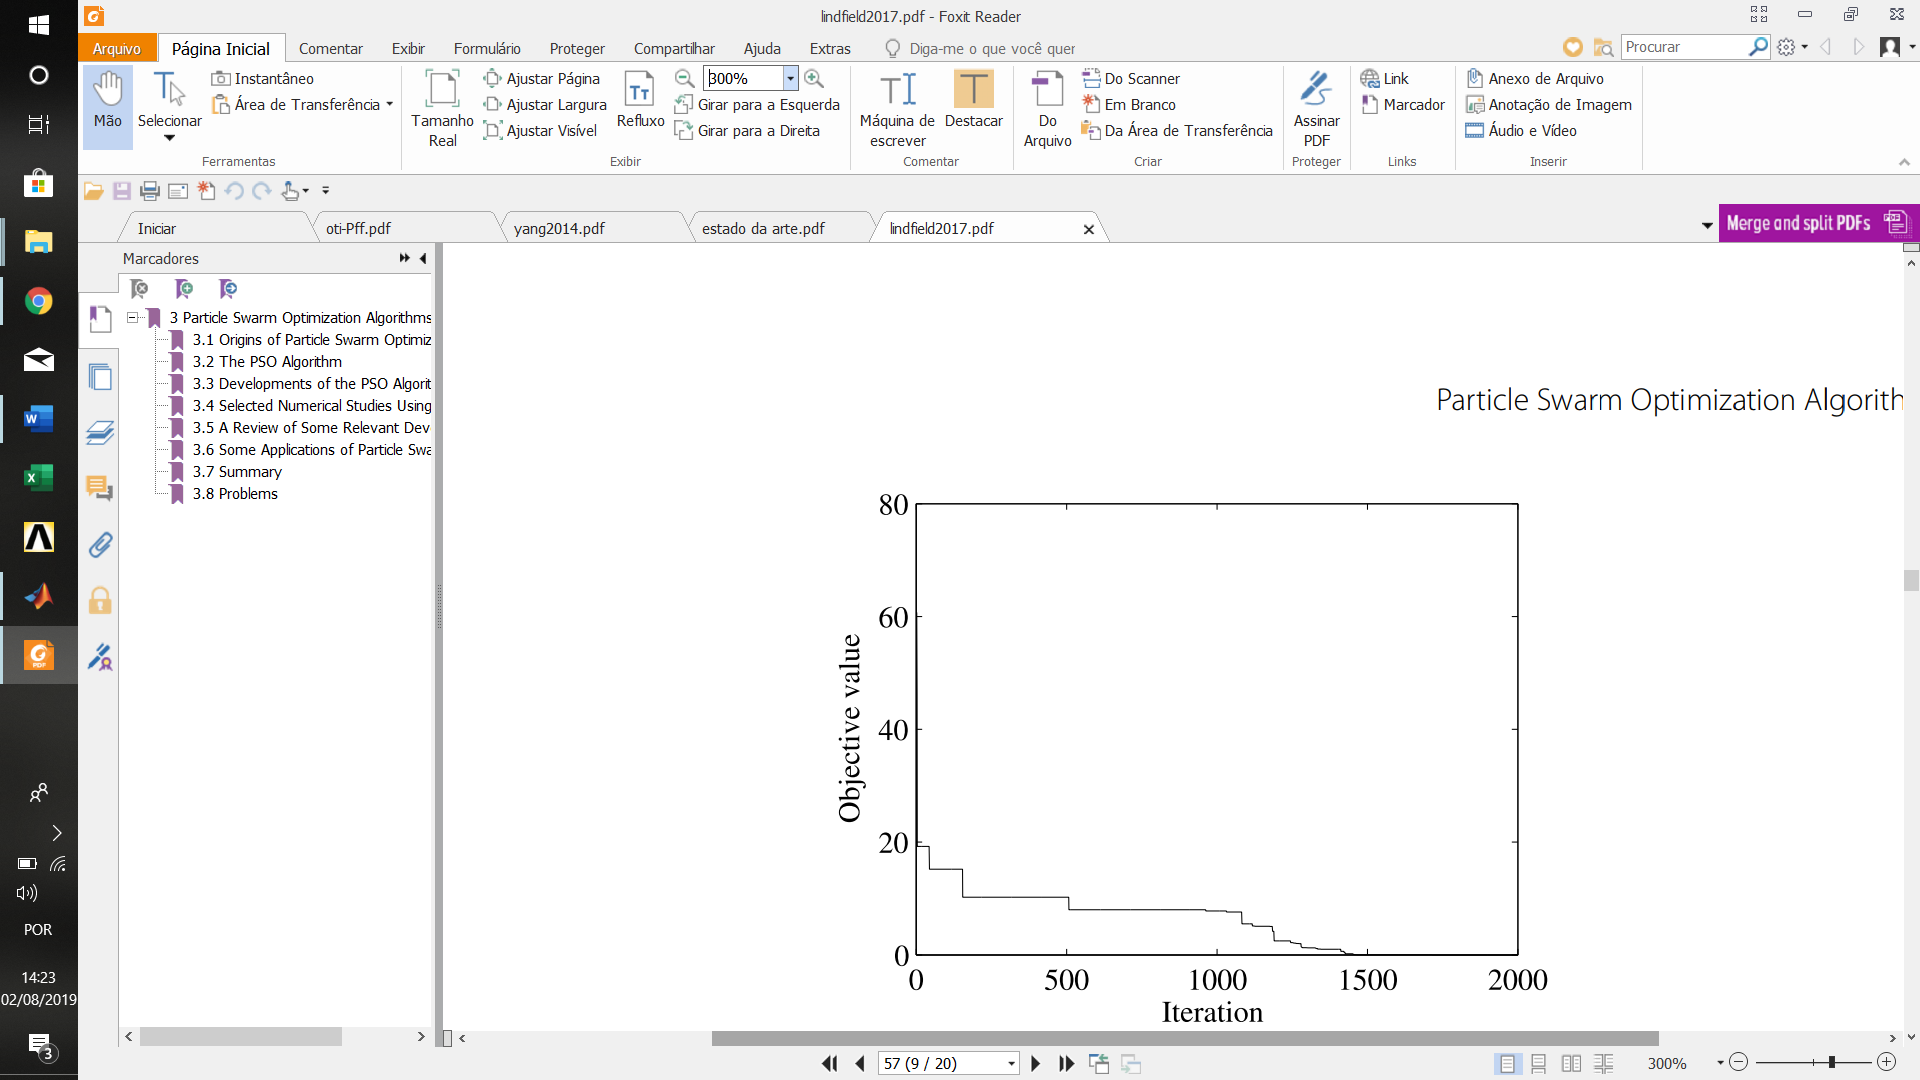 lindfield2017.pdf - Foxit Reader
Arquivo Página Inicial Comentar Exibir Formulário Proteger Compartilhar Ajuda Extras Diga-me o que você quer Procurar
Mão
Selecionar
Instantâneo
Área de Transferência
Ferramentas
Tamanho
Real
Ajustar Página
Ajustar Largura
Ajustar Visível
Refluxo
300%
Girar para a Esquerda
Girar para a Direita
Exibir
Máquina de
escrever
Destacar
Comentar
Do
Arquivo
Do Scanner
Em Branco
Da Área de Transferência
Criar
Assinar
PDF
Proteger
Link
Marcador
Links
Anexo de Arquivo
Anotação de Imagem
Áudio e Vídeo
Inserir
Iniciar oti-Pff.pdf yang2014.pdf estado da arte.pdf lindfield2017.pdf Merge and split PDFs
Marcadores
3 Particle Swarm Optimization Algorithms
3.1 Origins of Particle Swarm Optimiz
3.2 The PSO Algorithm
3.3 Developments of the PSO Algorit
3.4 Selected Numerical Studies Using
3.5 A Review of Some Relevant Dev
3.6 Some Applications of Particle Swa
3.7 Summary
3.8 Problems
Particle Swarm Optimization Algorith
80
60
40
20
0
Objective value
0 500 1000 1500 2000
Iteration
57 (9 / 20)
300%
POR
14:23
02/08/2019
3